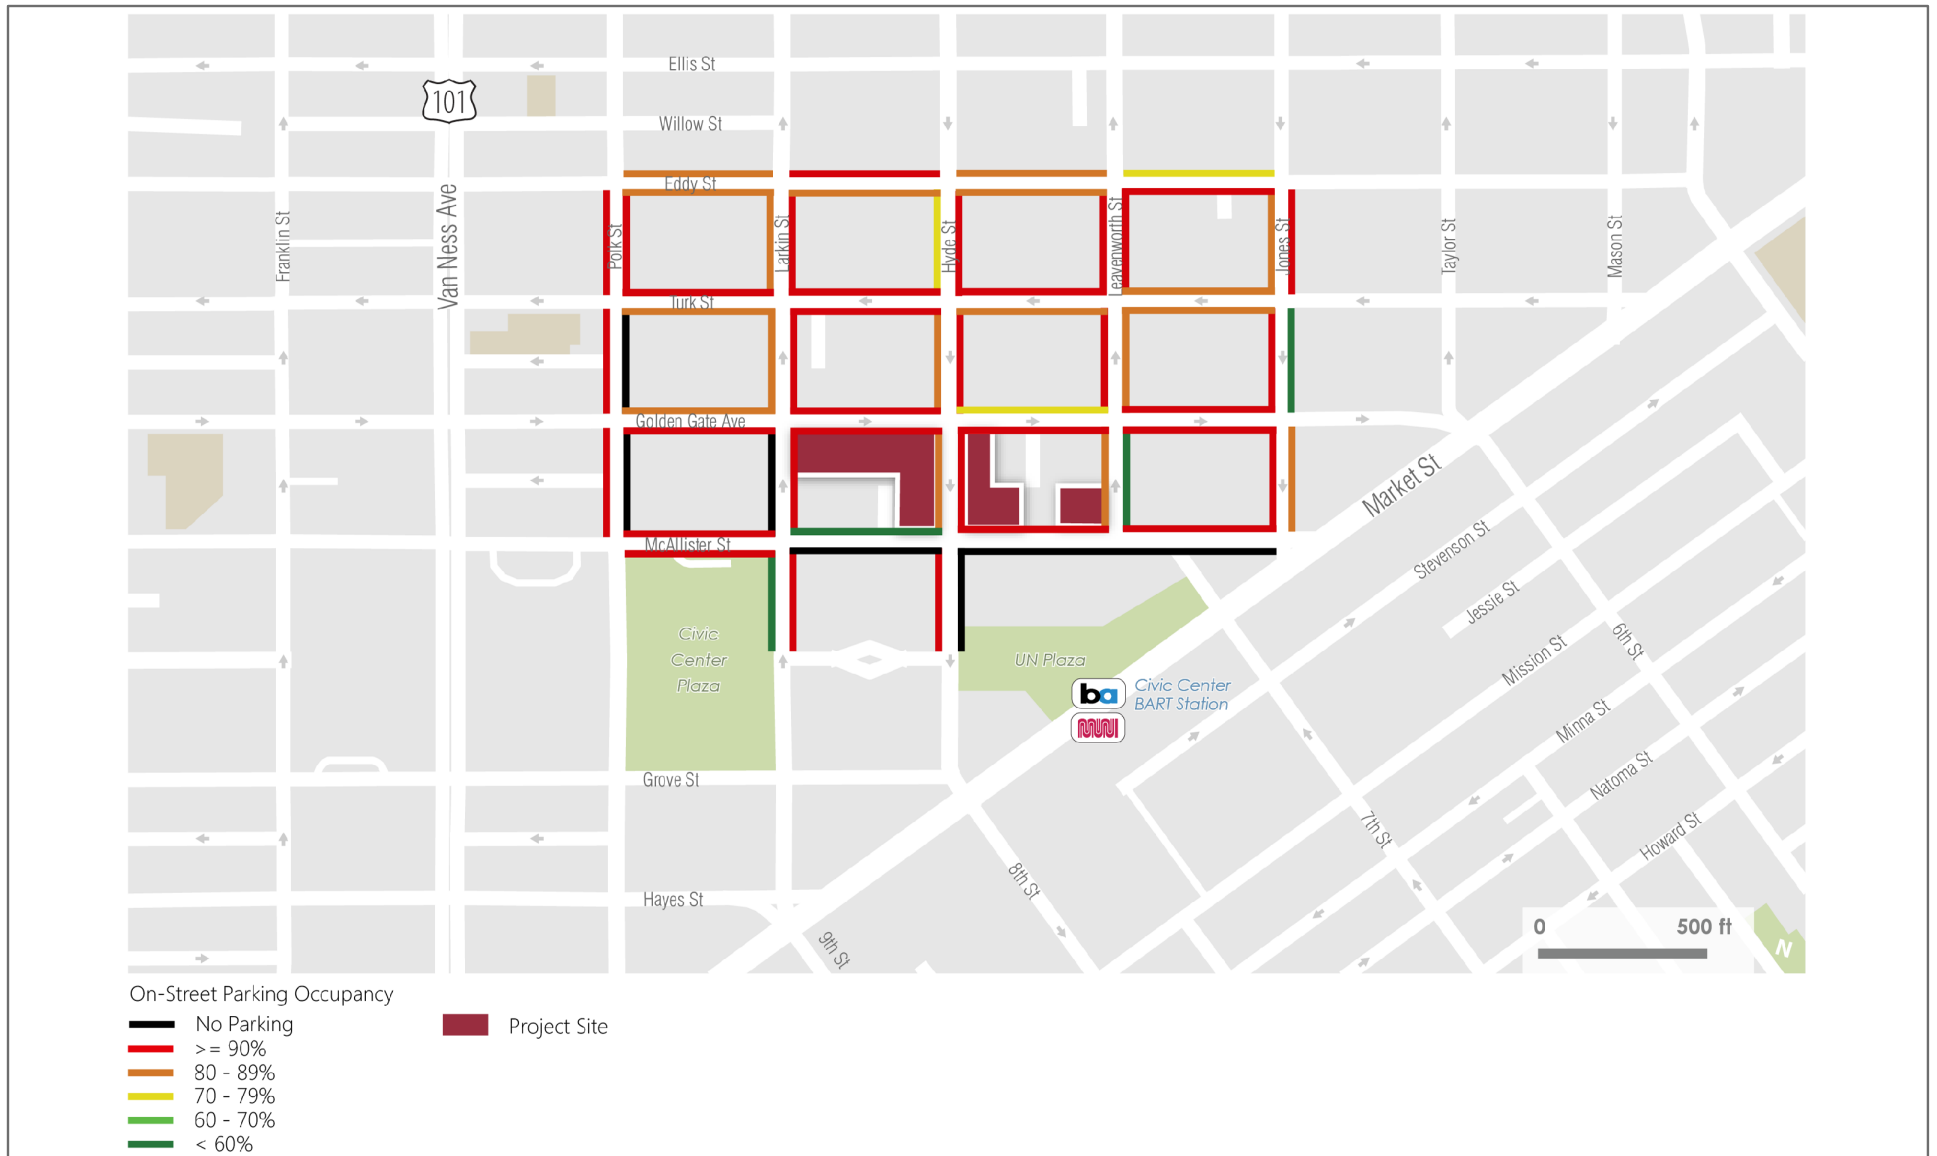 Ellis St
101
Willow St
Eddy St
Franklin St
Van Ness Ave
Polk St
Larkin St
Hyde St
Leavenworth St
Jones St
Taylor St
Mason St
Turk St
Golden Gate Ave
Market St
McAllister St
Stevenson St
Jessie St
Civic
Center
Plaza
UN Plaza
Mission St
6th St
ba
Civic Center
BART Station
MUNI
Minna St
Natoma St
Grove St
7th St
Howard St
8th St
Hayes St
9th St
0 500 ft
N
On-Street Parking Occupancy
No Parking
>= 90%
80 - 89%
70 - 79%
60 - 70%
< 60%
Project Site